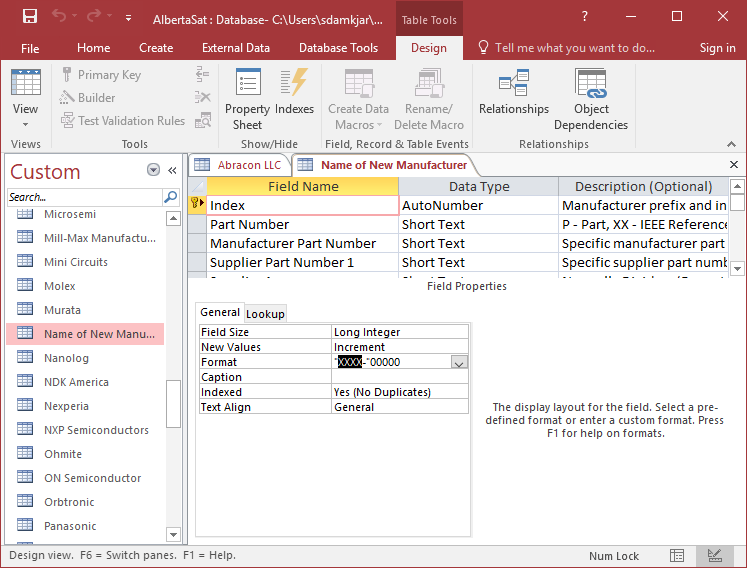 AlbertaSat : Database- C:\Users\sdamkjar\...
Table Tools
?
File
Home
Create
External Data
Database Tools
Design
Tell me what you want to do...
Sign in
View
Primary Key
Builder
Test Validation Rules
Property Sheet
Indexes
Create Data Macros
Rename/ Delete Macro
Relationships
Object Dependencies
Views
Tools
Show/Hide
Field, Record & Table Events
Relationships
Custom
«
Search...
Microsemi
Mill-Max Manufactu...
Mini Circuits
Molex
Murata
Name of New Manu...
Nanolog
NDK America
Nexperia
NXP Semiconductors
Ohmite
ON Semiconductor
Orbtronic
Panasonic
Abracon LLC
Name of New Manufacturer
Field Name Data Type Description (Optional)
Index AutoNumber Manufacturer prefix and in
Part Number Short Text P - Part, XX - IEEE Reference
Manufacturer Part Number Short Text Specific manufacturer part
Supplier Part Number 1 Short Text Specific supplier part numb
Field Properties
General Lookup
Field Size Long Integer
New Values Increment
Format "XXXX-"00000
Caption
Indexed Yes (No Duplicates)
Text Align General
The display layout for the field. Select a pre-
defined format or enter a custom format. Press
F1 for help on formats.
Design view. F6 = Switch panes. F1 = Help.
Num Lock